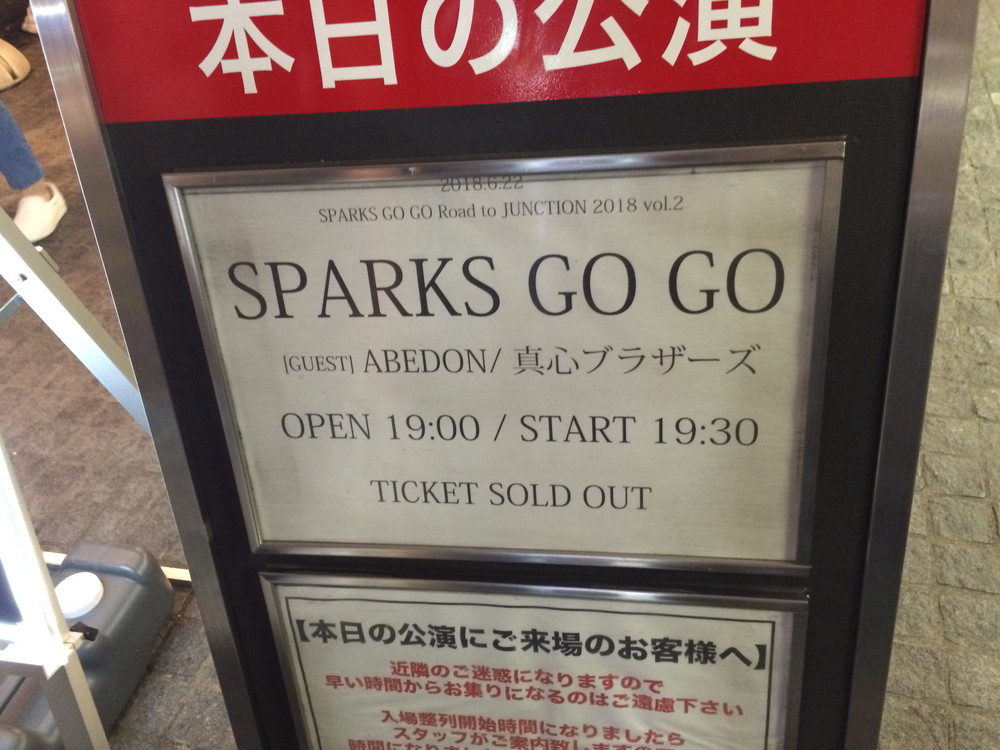 本日の公演
2018.6.22
SPARKS GO GO Road to JUNCTION 2018 vol.2
SPARKS GO GO
[GUEST] ABEDON/ 真心ブラザーズ
OPEN 19:00 / START 19:30
TICKET SOLD OUT
【本日の公演にご来場のお客様へ】
近隣のご迷惑になりますので
早い時間からお集りになるのはご遠慮下さい
入場整列開始時間になりましたら
スタッフがご案内致しますので